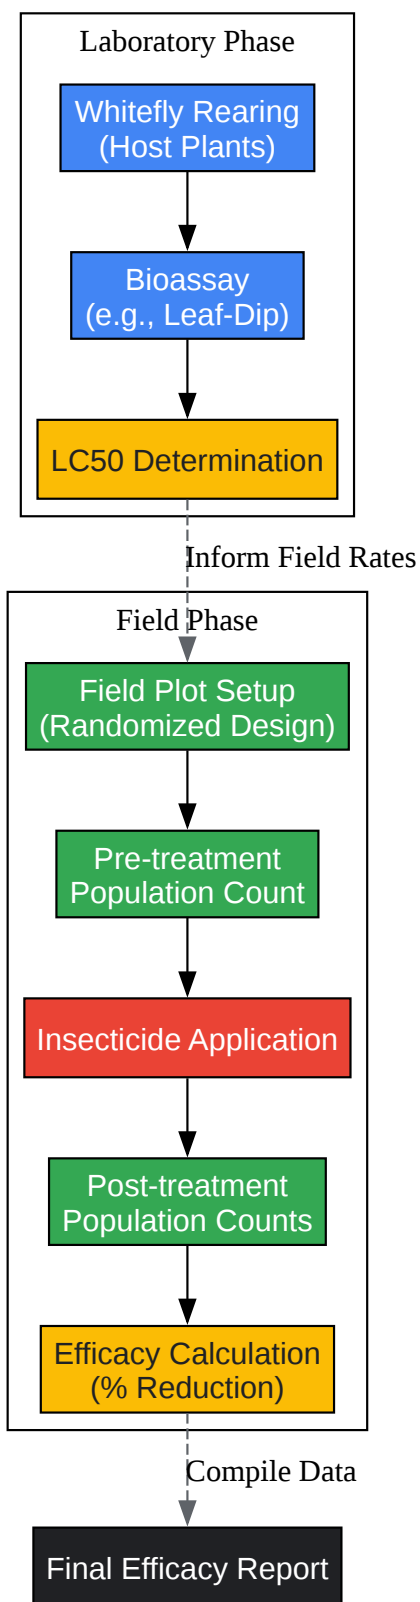 Laboratory Phase
Whitefly Rearing
(Host Plants)
Bioassay
(e.g., Leaf-Dip)
LC50 Determination
Inform Field Rates
Field Phase
Field Plot Setup
(Randomized Design)
Pre-treatment
Population Count
Insecticide Application
Post-treatment
Population Counts
Efficacy Calculation
(% Reduction)
Compile Data
Final Efficacy Report